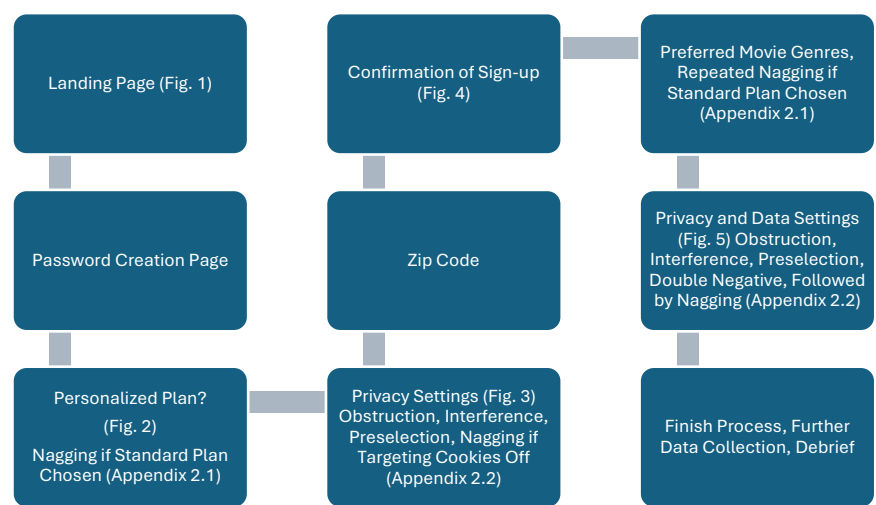 Landing Page (Fig. 1)
Password Creation Page
Personalized Plan?
(Fig. 2)
Nagging if Standard Plan
Chosen (Appendix 2.1)
Privacy Settings (Fig. 3)
Obstruction, Interference,
Preselection, Nagging if
Targeting Cookies Off
(Appendix 2.2)
Zip Code
Confirmation of Sign-up
(Fig. 4)
Preferred Movie Genres,
Repeated Nagging if
Standard Plan Chosen
(Appendix 2.1)
Privacy and Data Settings
(Fig. 5) Obstruction,
Interference, Preselection,
Double Negative, Followed
by Nagging (Appendix 2.2)
Finish Process, Further
Data Collection, Debrief